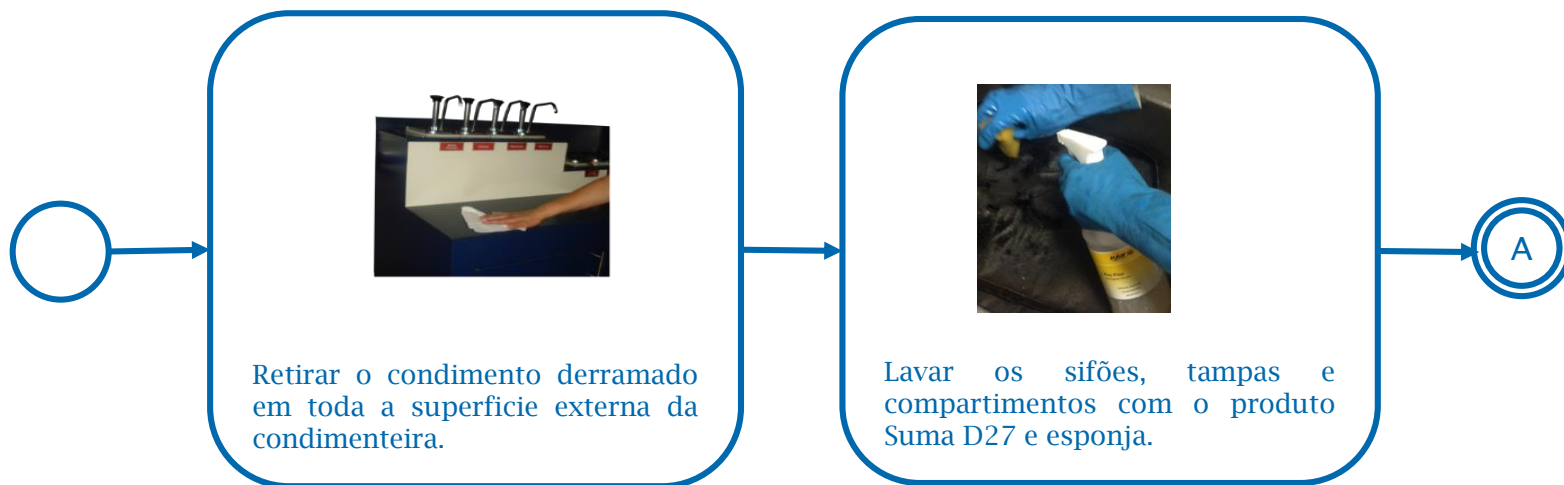 Retirar o condimento derramado
em toda a superficie externa da
condimenteira.
Lavar os sifões, tampas e
compartimentos com o produto
Suma D27 e esponja.
A